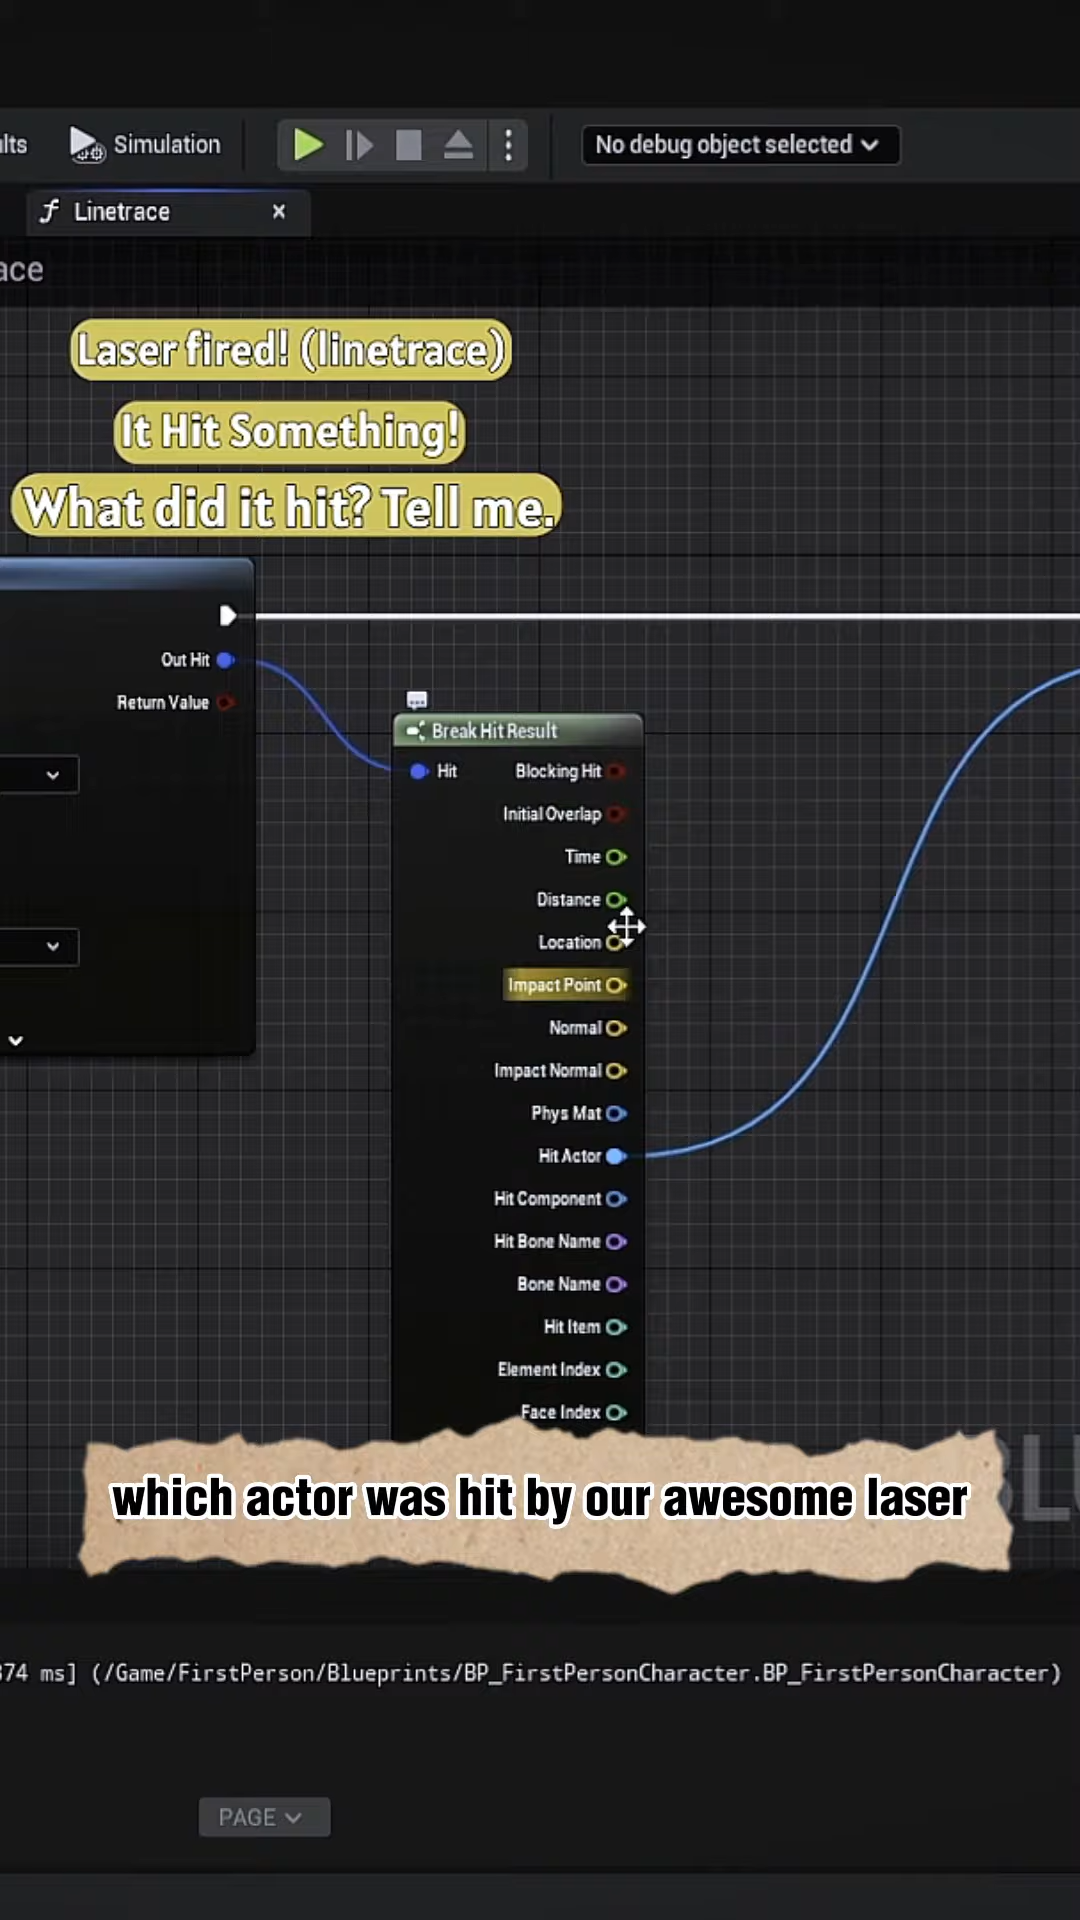 lts
Simulation
No debug object selected
Linetrace
ace
Laser fired! (linetrace)
It Hit Something!
What did it hit? Tell me.
Out Hit
Return Value
Break Hit Result
Hit
Blocking Hit
Initial Overlap
Time
Distance
Location
Impact Point
Normal
Impact Normal
Phys Mat
Hit Actor
Hit Component
Hit Bone Name
Bone Name
Hit Item
Element Index
Face Index
BLU
which actor was hit by our awesome laser
374 ms] (/Game/FirstPerson/Blueprints/BP_FirstPersonCharacter.BP_FirstPersonCharacter)
PAGE